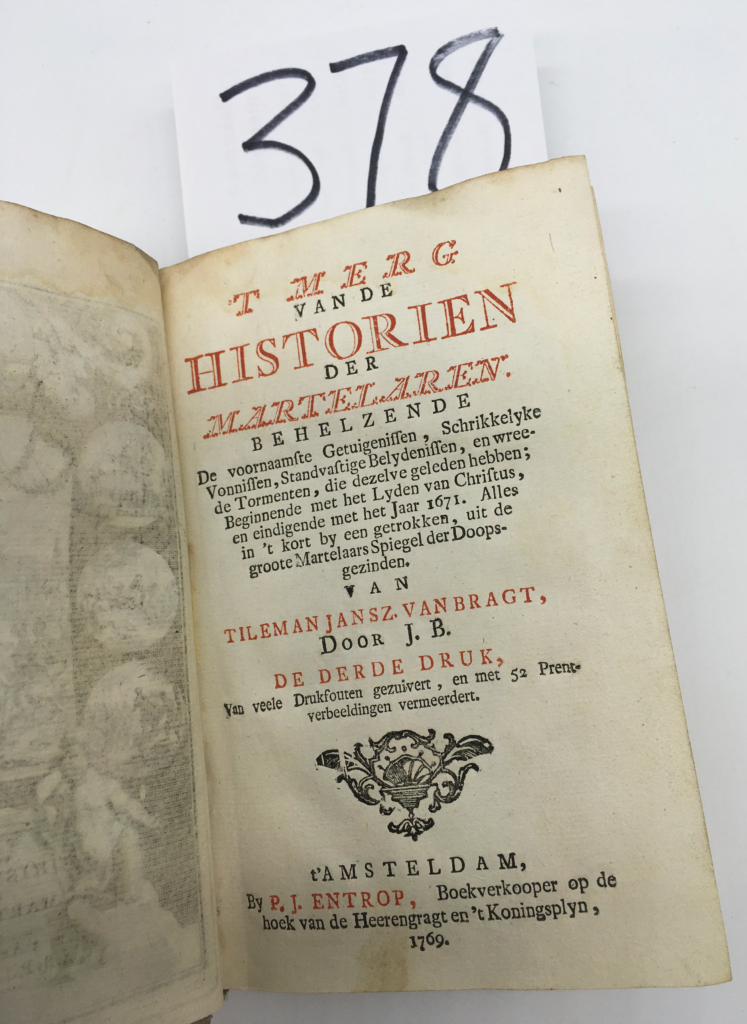 378
'T MERG
VAN DE
HISTORIEN
DER
MARTELAREN.
BEHELZENDE
De voornaamſte Getuigeniſſen, Schrikkelyke
Vonniſſen, Standvaſtige Belydeniſſen, en wree-
de Tormenten, die dezelve geleden hebben;
Beginnende met het Lyden van Chriſtus,
en eindigende met het Jaar 1671. Alles
in 't kort by een getrokken, uit de
groote Martelaars Spiegel der Doops-
gezinden.
VAN
TILEMAN JANSZ. VAN BRAGT,
DOOR J. B.
DE DERDE DRUK,
Van veele Drukfouten gezuivert, en met 52 Prent-
verbeeldingen vermeerdert.
t'AMSTELDAM,
By P. J. ENTROP, Boekverkooper op de
hoek van de Heerengragt en 't Koningsplyn,
1769.